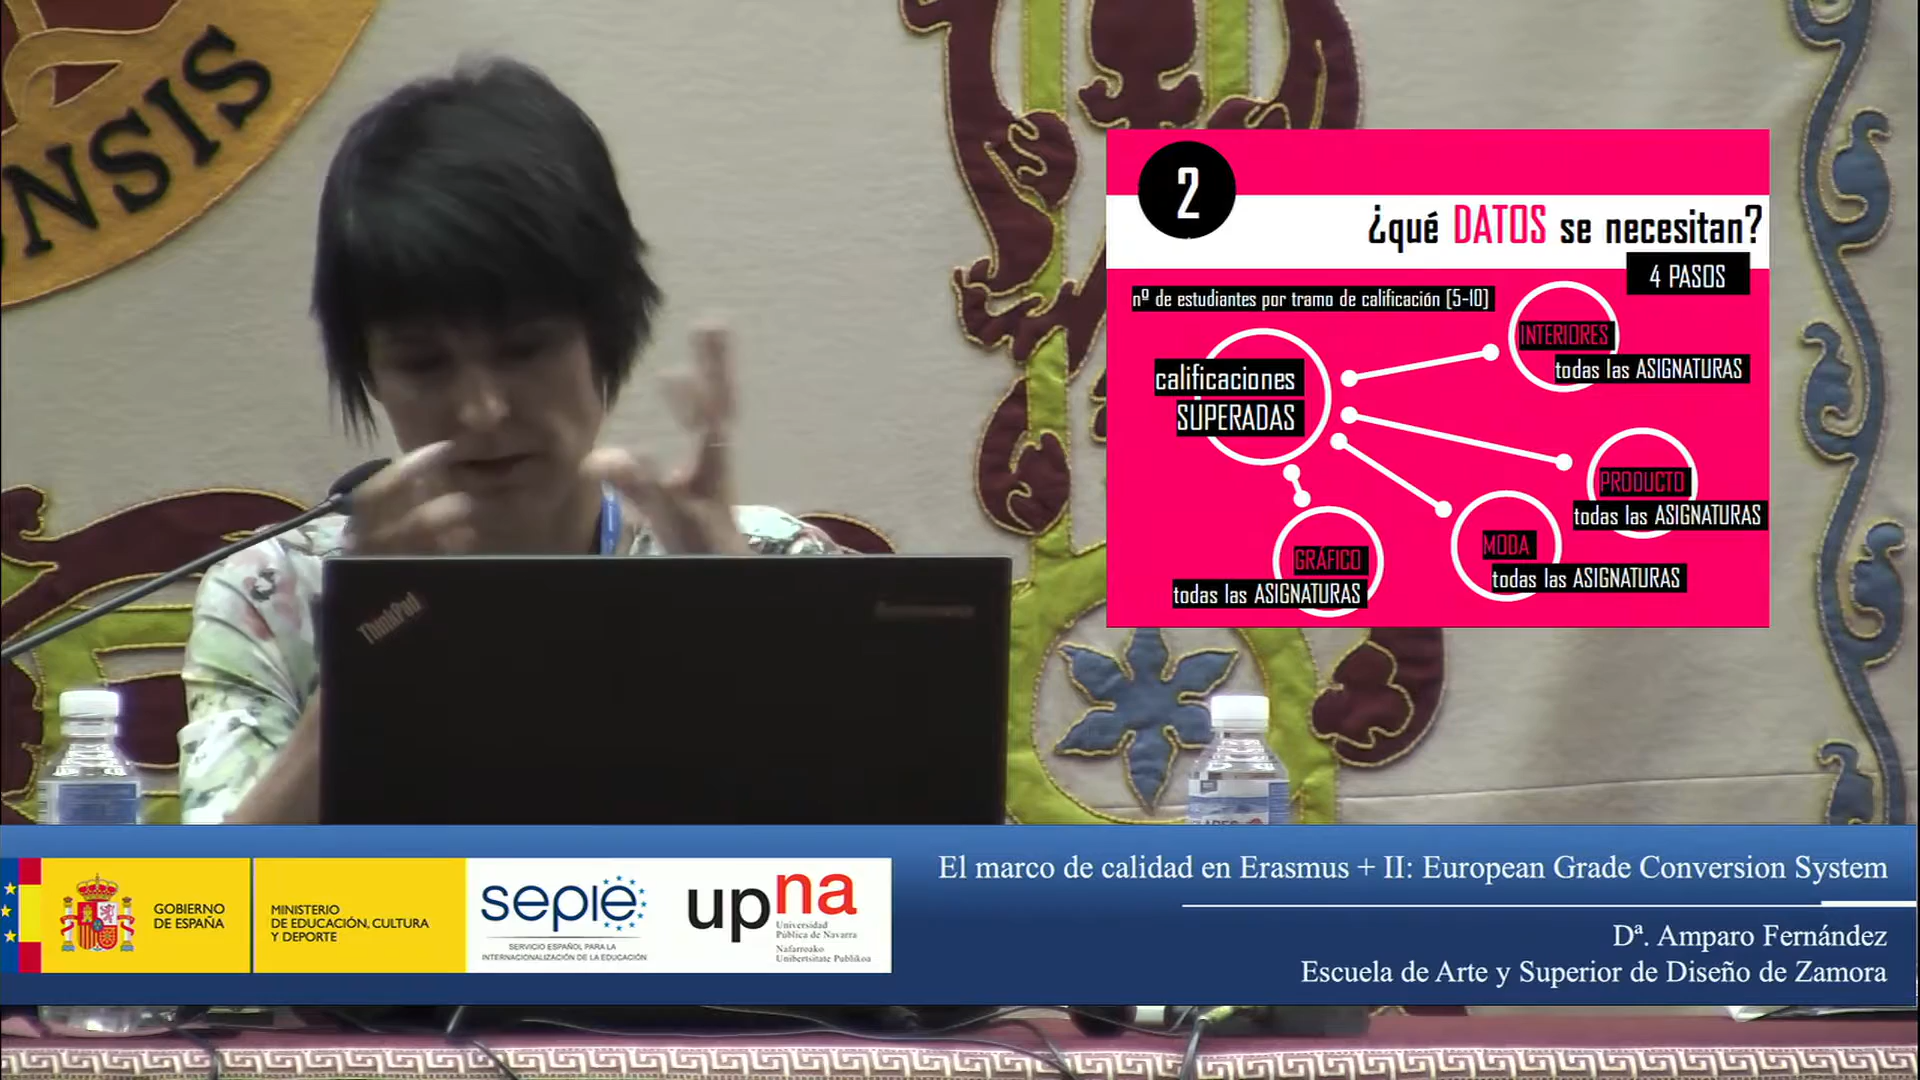 NSIS
2
¿qué DATOS se necesitan?
4 PASOS
nº de estudiantes por tramo de calificación [5-10]
INTERIORES
todas las ASIGNATURAS
calificaciones
SUPERADAS
PRODUCTO
todas las ASIGNATURAS
MODA
todas las ASIGNATURAS
GRÁFICO
todas las ASIGNATURAS
ThinkPad
GOBIERNO
DE ESPAÑA
MINISTERIO
DE EDUCACIÓN, CULTURA
Y DEPORTE
sepie
SERVICIO ESPAÑOL PARA LA
INTERNACIONALIZACIÓN DE LA EDUCACIÓN
upna
Universidad
Pública de Navarra
Nafarroako
Unibertsitate Publikoa
El marco de calidad en Erasmus + II: European Grade Conversion System
Dª. Amparo Fernández
Escuela de Arte y Superior de Diseño de Zamora